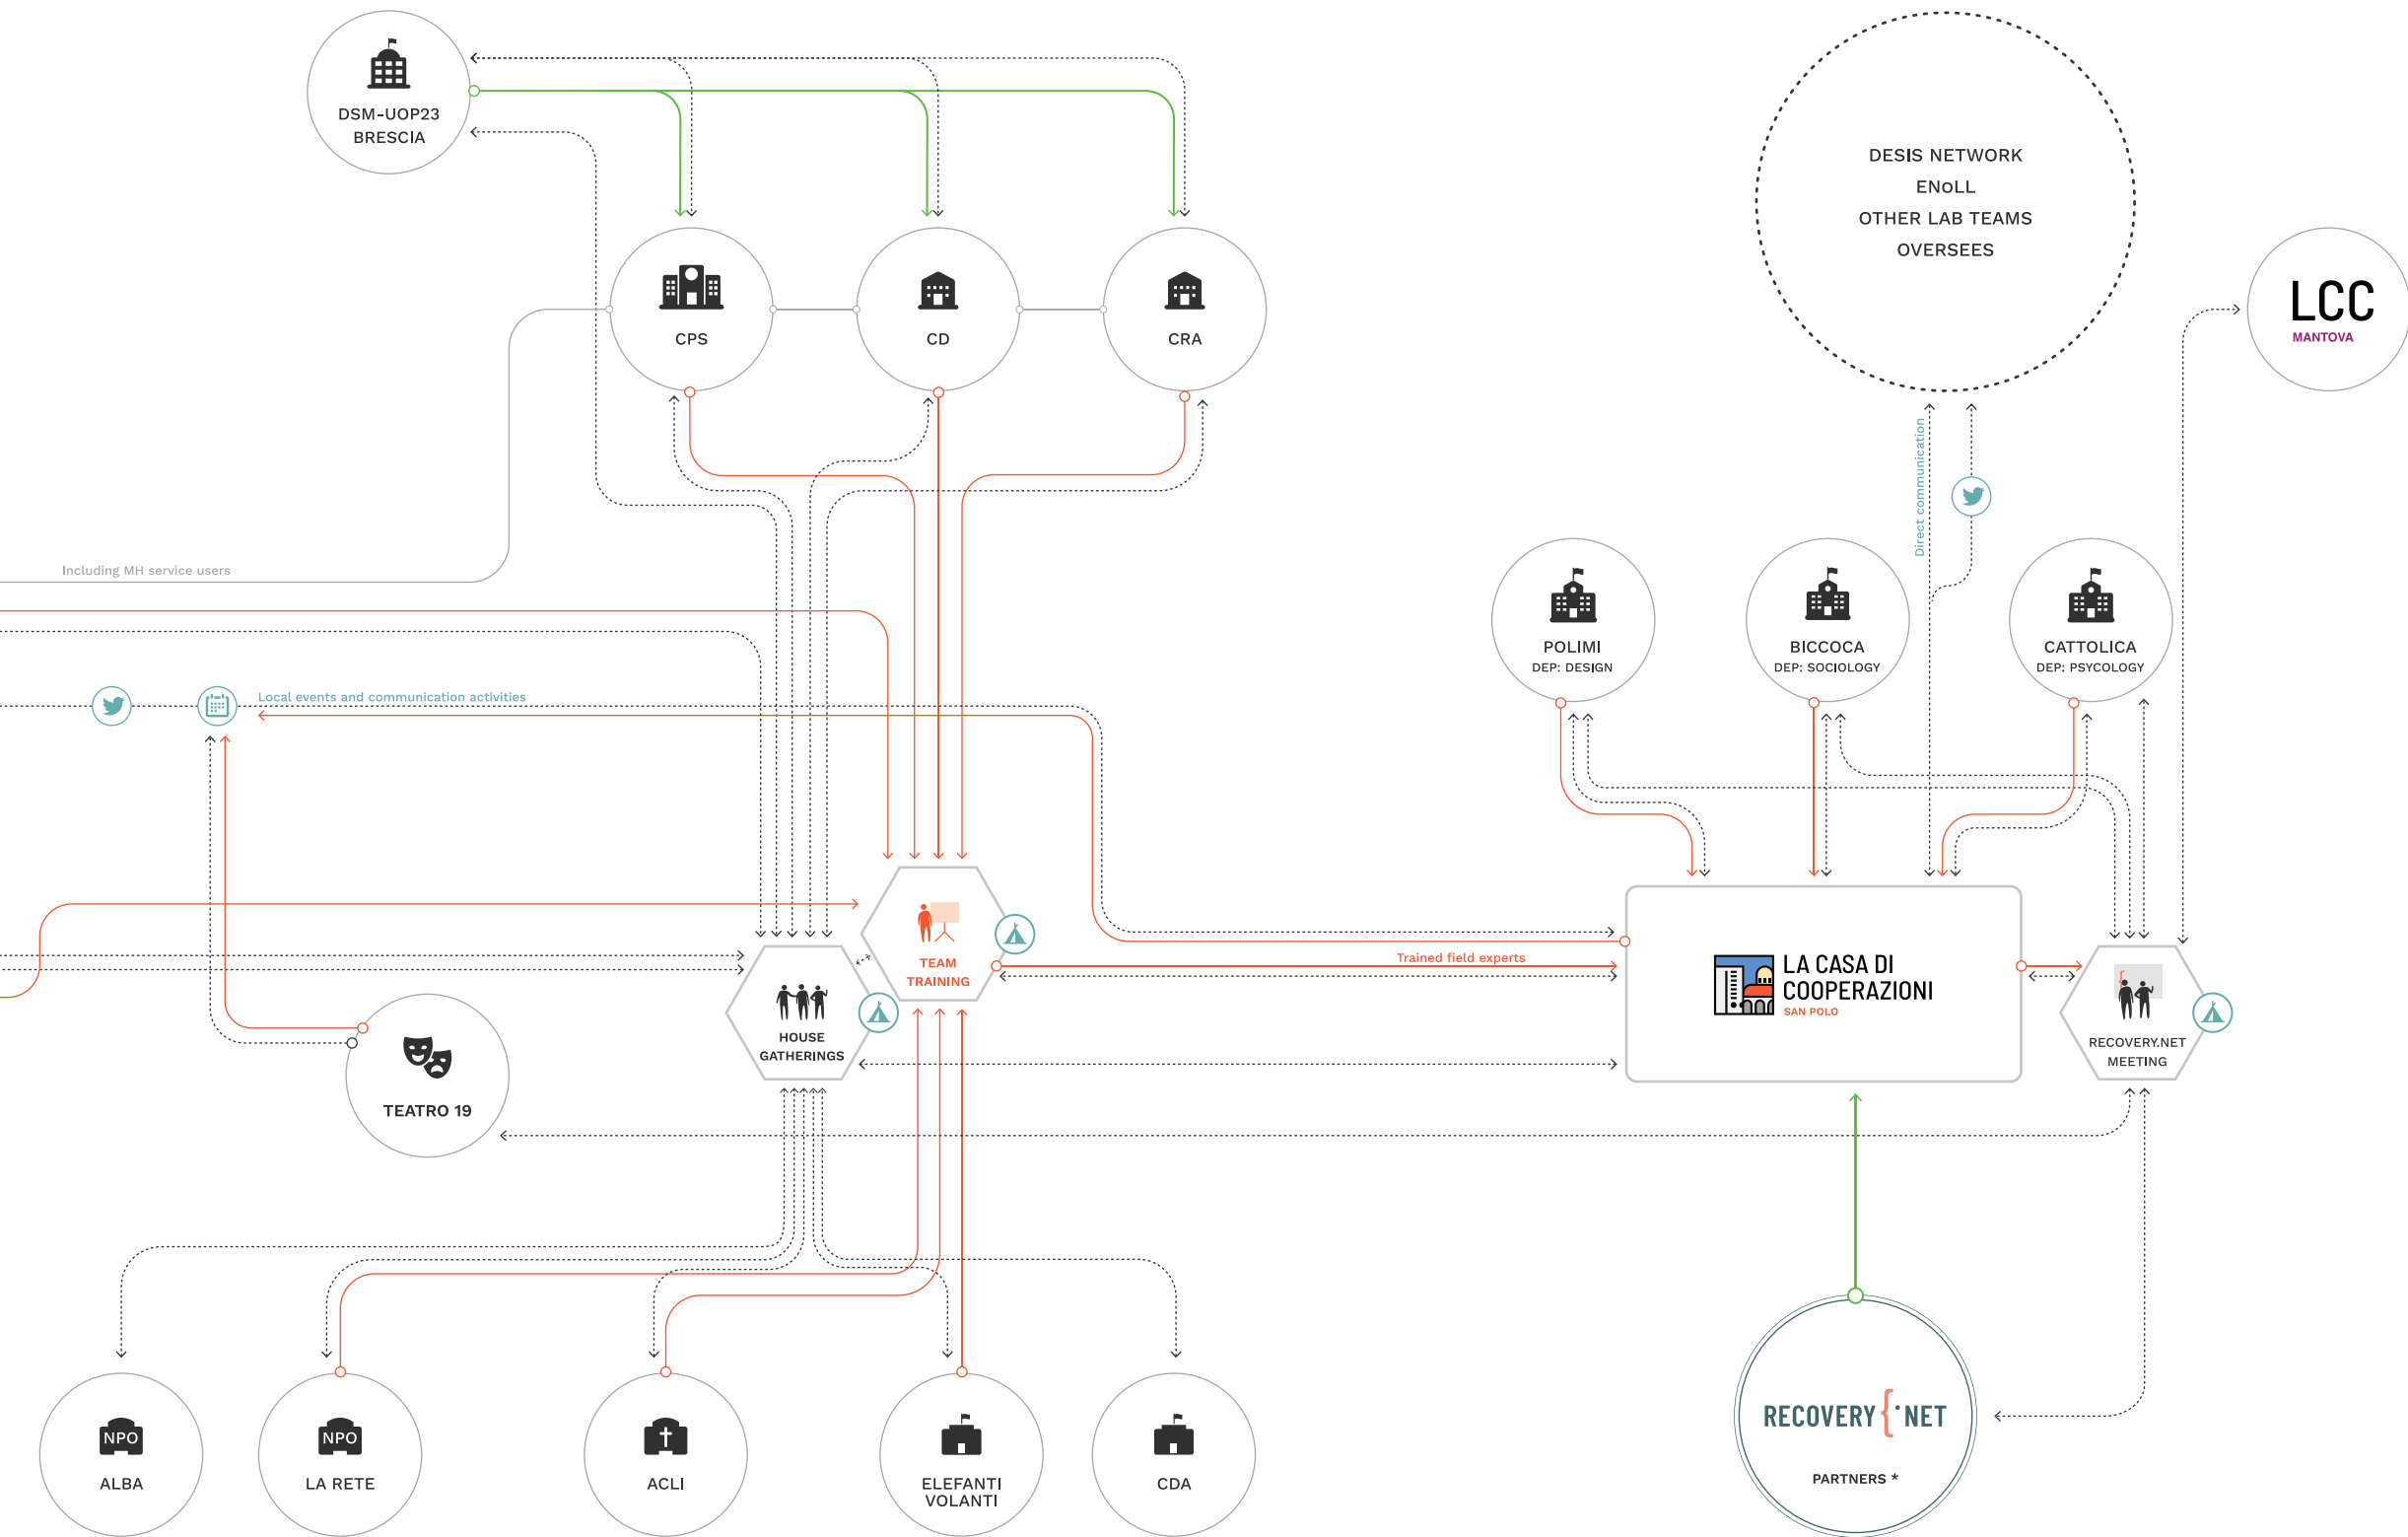 DSM-UOP23
BRESCIA
DESIS NETWORK
ENoLL
OTHER LAB TEAMS
OVERSEES
CPS
CD
CRA
LCC
MANTOVA
Direct communication
Including MH service users
POLIMI
DEP: DESIGN
BICCOCA
DEP: SOCIOLOGY
CATTOLICA
DEP: PSYCOLOGY
Local events and communication activities
TEAM
TRAINING
Trained field experts
LA CASA DI
COOPERAZIONI
SAN POLO
HOUSE
GATHERINGS
RECOVERY.NET
MEETING
TEATRO 19
NPO
ALBA
NPO
LA RETE
ACLI
ELEFANTI
VOLANTI
CDA
RECOVERY{·NET
PARTNERS *